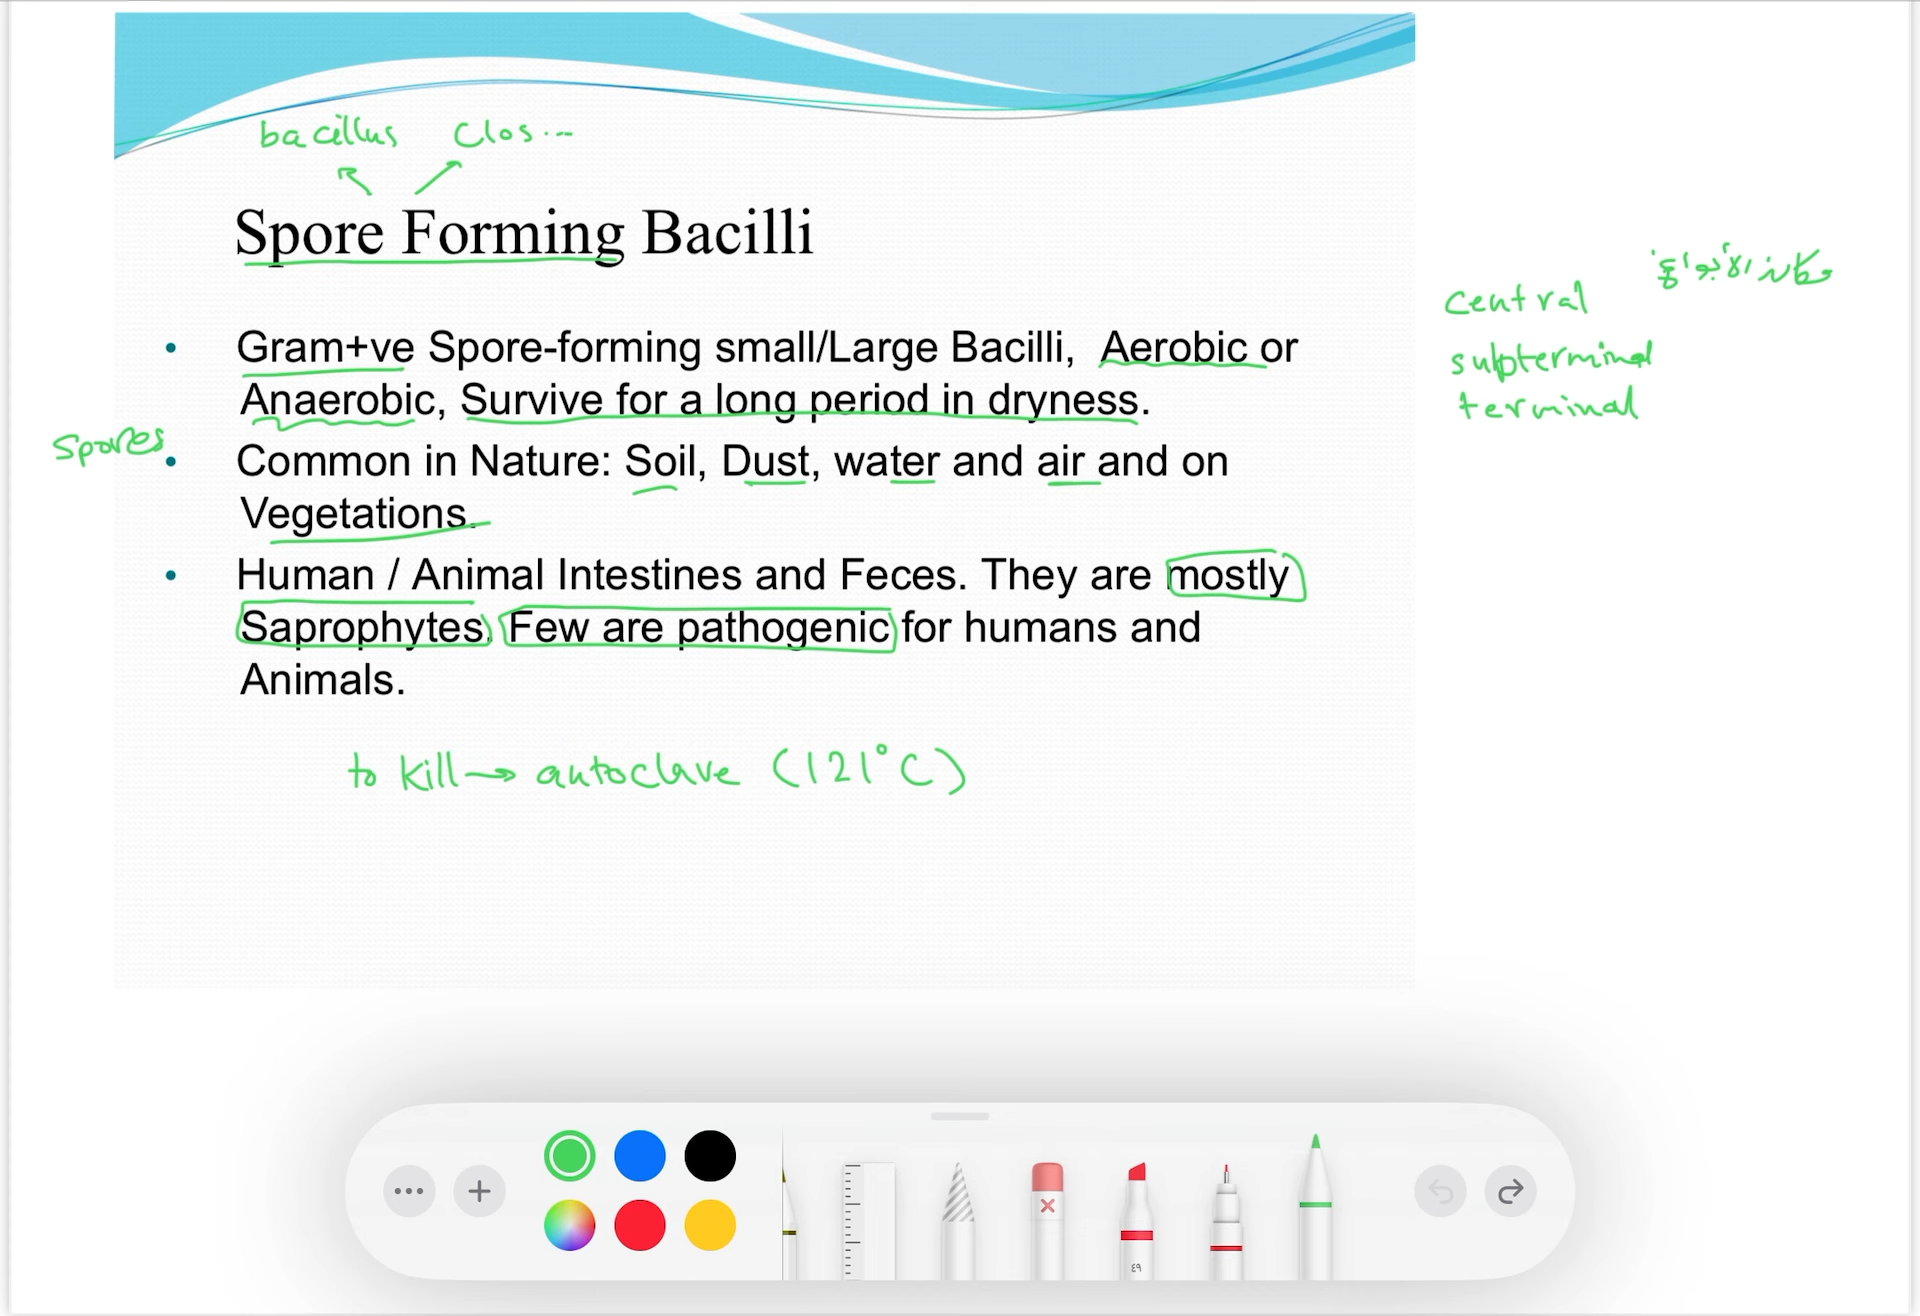 bacillus Clos...
Spore Forming Bacilli
• Gram+ve Spore-forming small/Large Bacilli, Aerobic or
Anaerobic, Survive for a long period in dryness.
Spores
• Common in Nature: Soil, Dust, water and air and on
Vegetations.
• Human / Animal Intestines and Feces. They are mostly
Saprophytes. Few are pathogenic for humans and
Animals.
to kill → autoclave (121°C)
central
subterminal
terminal
٤٩